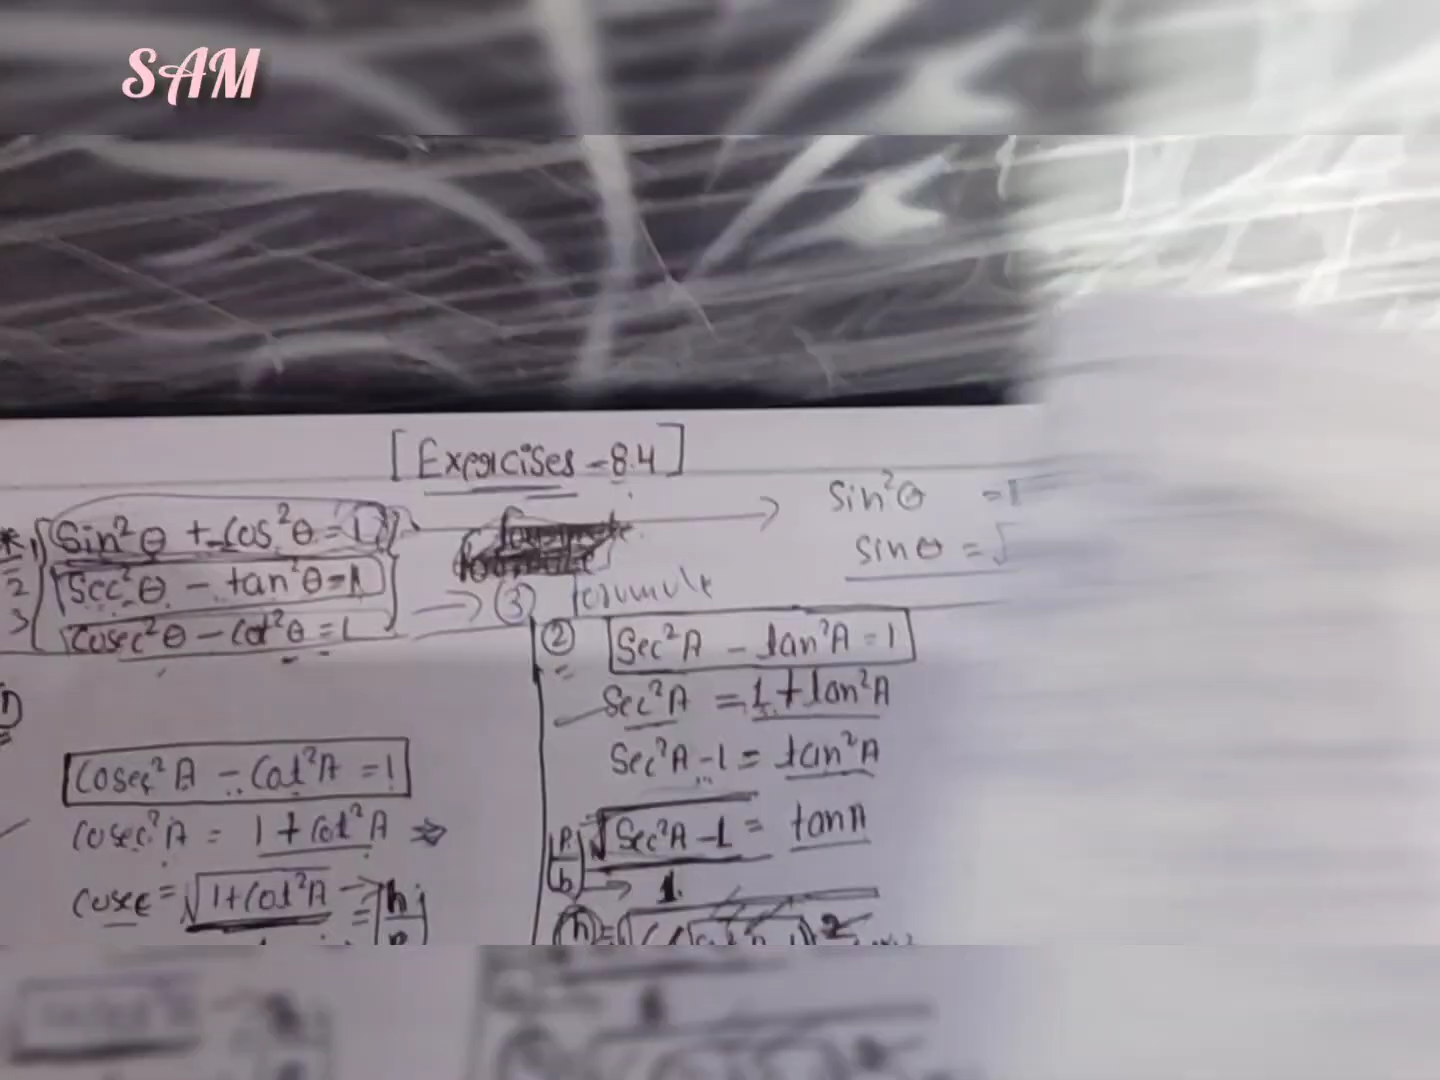 SAM
[Exercises - 8.4]
* 1, Sin²θ + Cos²θ = 1
Sin²θ =
Sinθ = √
2 Sec²θ - tan²θ = 1
3 Cosec²θ - Cot²θ = 1 → ③ formule
①
Cosec²A - Cot²A = 1
Cosec²A = 1 + Cot²A ⇒
Cosec = √1+Cot²A → = h
② Sec²A - tan²A = 1
Sec²A = 1 + tan²A
Sec²A - 1 = tan²A
√Sec²A - 1 = tanA
P/b → 1
h =